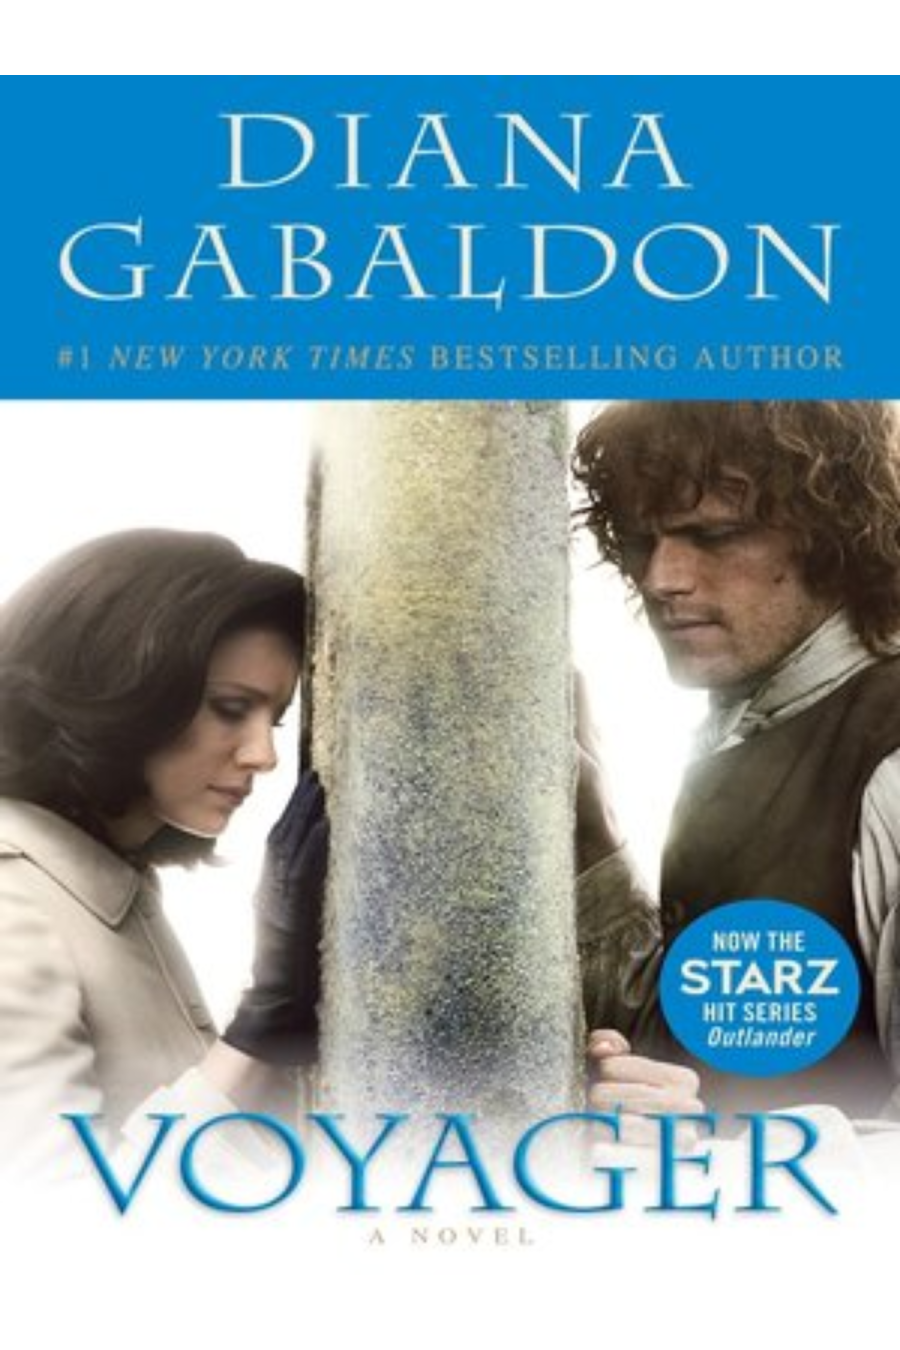 DIANA
GABALDON
#1 NEW YORK TIMES BESTSELLING AUTHOR
NOW THE
STARZ
HIT SERIES
Outlander
VOYAGER
A NOVEL